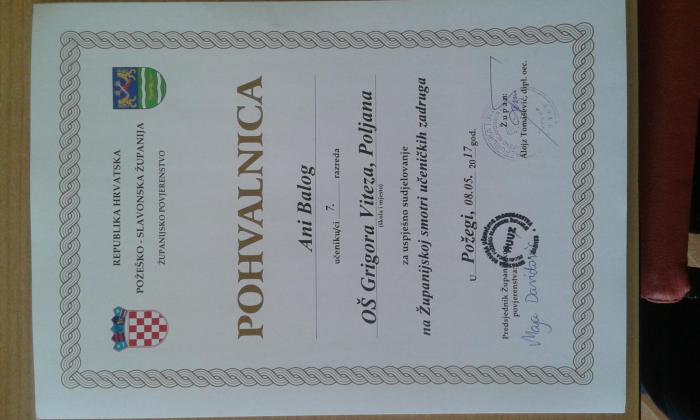 REPUBLIKA HRVATSKA
POŽEŠKO - SLAVONSKA ŽUPANIJA
ŽUPANIJSKO POVJERENSTVO
POHVALNICA
Ani Balog
učeniku/ci 7. razreda
OŠ Grigora Viteza, Poljana
(škola i mjesto)
za uspješno sudjelovanje
na Županijskoj smotri učeničkih zadruga
U Požegi, 08.05. 2017 god.
Predsjednik Župan
povjerenstva:
Maja Davidović
HUUZ
Župan:
Alojz Tomašević, dipl. oec.